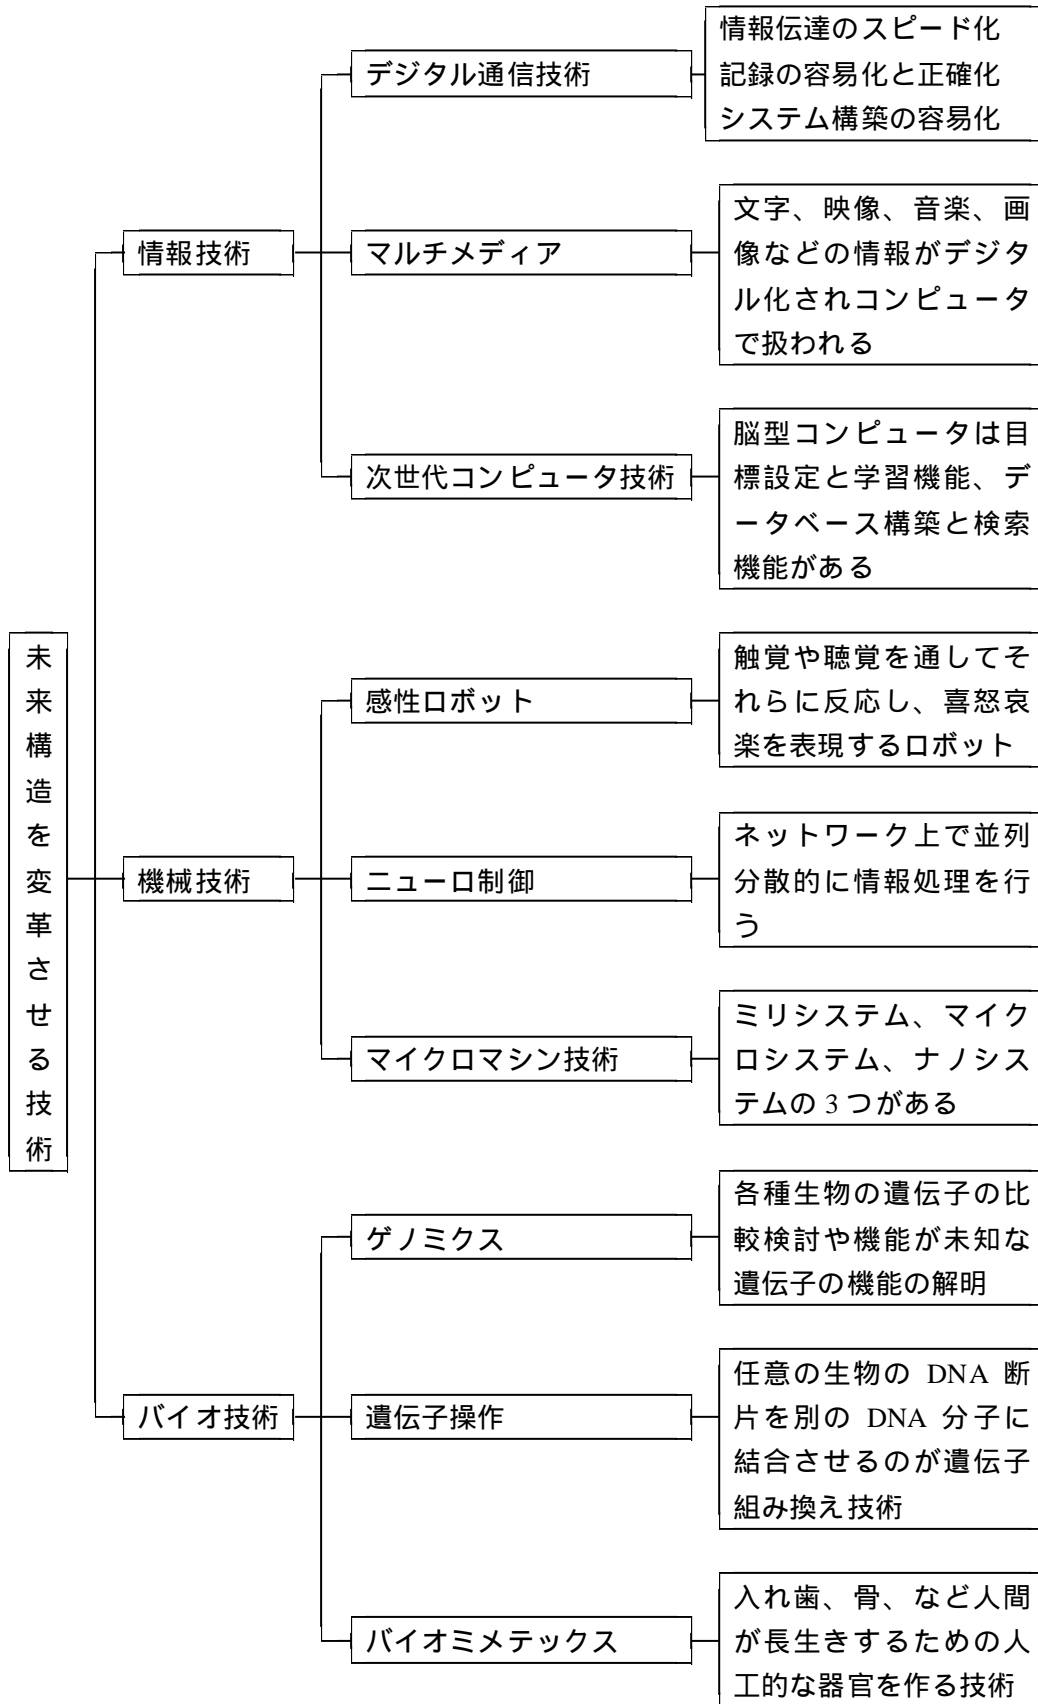 未来構造を変革させる技術
情報技術
デジタル通信技術
情報伝達のスピード化
記録の容易化と正確化
システム構築の容易化
マルチメディア
文字、映像、音楽、画
像などの情報がデジタ
ル化されコンピュータ
で扱われる
次世代コンピュータ技術
脳型コンピュータは目
標設定と学習機能、デ
ータベース構築と検索
機能がある
機械技術
感性ロボット
触覚や聴覚を通してそ
れらに反応し、喜怒哀
楽を表現するロボット
ニューロ制御
ネットワーク上で並列
分散的に情報処理を行
う
マイクロマシン技術
ミリシステム、マイク
ロシステム、ナノシス
テムの3つがある
バイオ技術
ゲノミクス
各種生物の遺伝子の比
較検討や機能が未知な
遺伝子の機能の解明
遺伝子操作
任意の生物の DNA 断
片を別の DNA 分子に
結合させるのが遺伝子
組み換え技術
バイオミメテックス
入れ歯、骨、など人間
が長生きするための人
工的な器官を作る技術